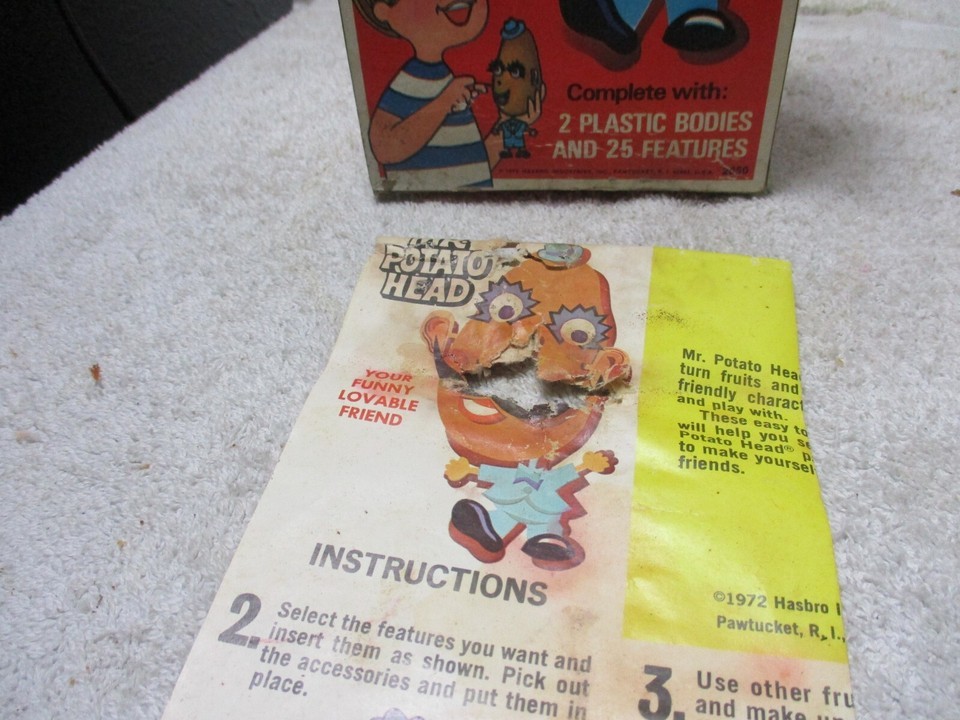 Complete with:
2 PLASTIC BODIES
AND 25 FEATURES
MR.
POTATO
HEAD
YOUR
FUNNY
LOVABLE
FRIEND
Mr. Potato Hea
turn fruits and
friendly charact
and play with.
These easy to
will help you se
Potato Head® p
to make yoursel
friends.
©1972 Hasbro I
Pawtucket, R.I.,
INSTRUCTIONS
2. Select the features you want and
insert them as shown. Pick out
the accessories and put them in
place.
3. Use other fru
and make up